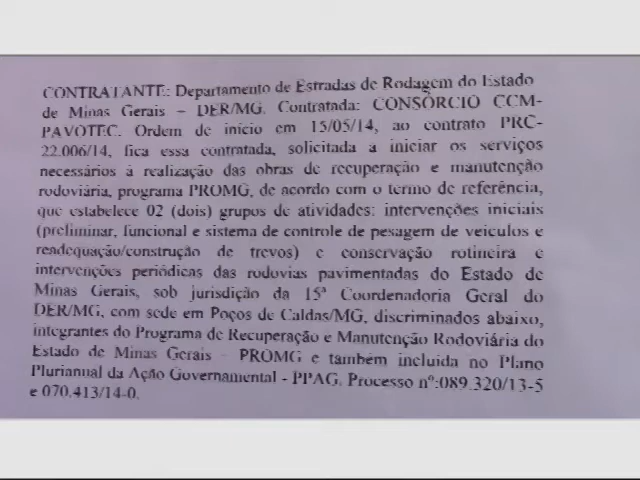 CONTRATANTE: Departamento de Estradas de Rodagem do Estado
de Minas Gerais – DER/MG. Contratada: CONSÓRCIO CCM-
PAVOTEC. Ordem de início em 15/05/14, ao contrato PRC-
22.006/14, fica essa contratada, solicitada a iniciar os serviços
necessários à realização das obras de recuperação e manutenção
rodoviária, programa PROMG, de acordo com o termo de referência,
que estabelece 02 (dois) grupos de atividades: intervenções iniciais
(preliminar, funcional e sistema de controle de pesagem de veículos e
readequação/construção de trevos) e conservação rotineira e
intervenções periódicas das rodovias pavimentadas do Estado de
Minas Gerais, sob jurisdição da 15ª Coordenadoria Geral do
DER/MG, com sede em Poços de Caldas/MG, discriminados abaixo,
integrantes do Programa de Recuperação e Manutenção Rodoviária do
Estado de Minas Gerais - PROMG e também incluída no Plano
Plurianual da Ação Governamental - PPAG. Processo nº:089.320/13-5
e 070.413/14-0.